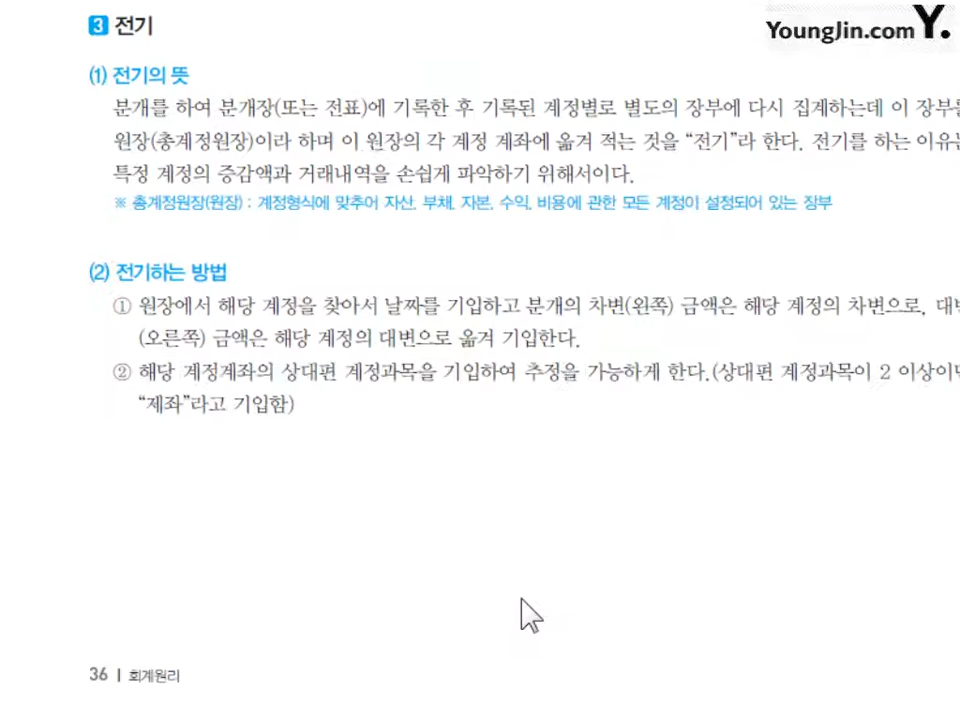 3 전기
YoungJin.com Y.
(1) 전기의 뜻
분개를 하여 분개장(또는 전표)에 기록한 후 기록된 계정별로 별도의 장부에 다시 집계하는데 이 장부를
원장(총계정원장)이라 하며 이 원장의 각 계정 계좌에 옮겨 적는 것을 “전기”라 한다. 전기를 하는 이유는
특정 계정의 증감액과 거래내역을 손쉽게 파악하기 위해서이다.
※ 총계정원장(원장) : 계정형식에 맞추어 자산, 부채, 자본, 수익, 비용에 관한 모든 계정이 설정되어 있는 장부
(2) 전기하는 방법
① 원장에서 해당 계정을 찾아서 날짜를 기입하고 분개의 차변(왼쪽) 금액은 해당 계정의 차변으로, 대변
(오른쪽) 금액은 해당 계정의 대변으로 옮겨 기입한다.
② 해당 계정계좌의 상대편 계정과목을 기입하여 추정을 가능하게 한다.(상대편 계정과목이 2 이상이면
“제좌”라고 기입함)
36 | 회계원리